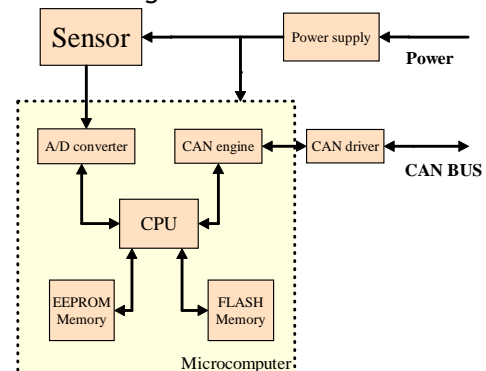 Sensor
Power supply
Power
A/D converter
CAN engine
CAN driver
CAN BUS
CPU
EEPROM
Memory
FLASH
Memory
Microcomputer